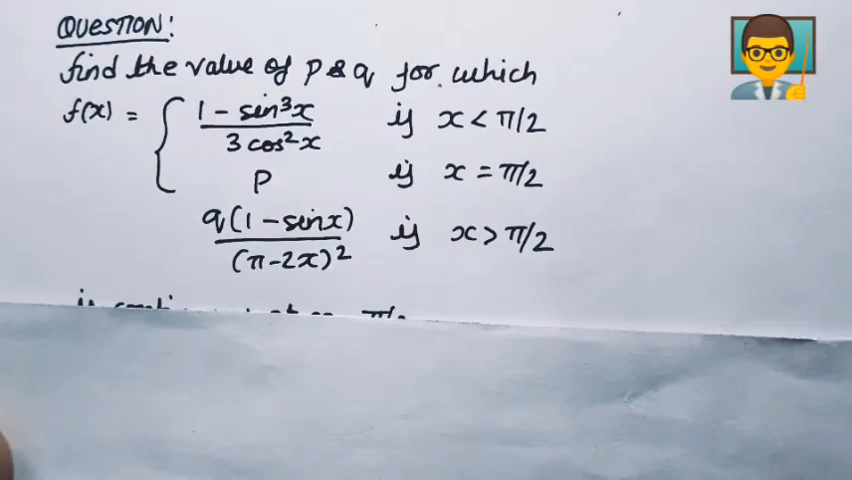 QUESTION:
find the value of P & q for which
f(x) = { 1 - sin³x / 3 cos²x if x < π/2
P if x = π/2
q(1 - sinx) / (π - 2x)² if x > π/2
is